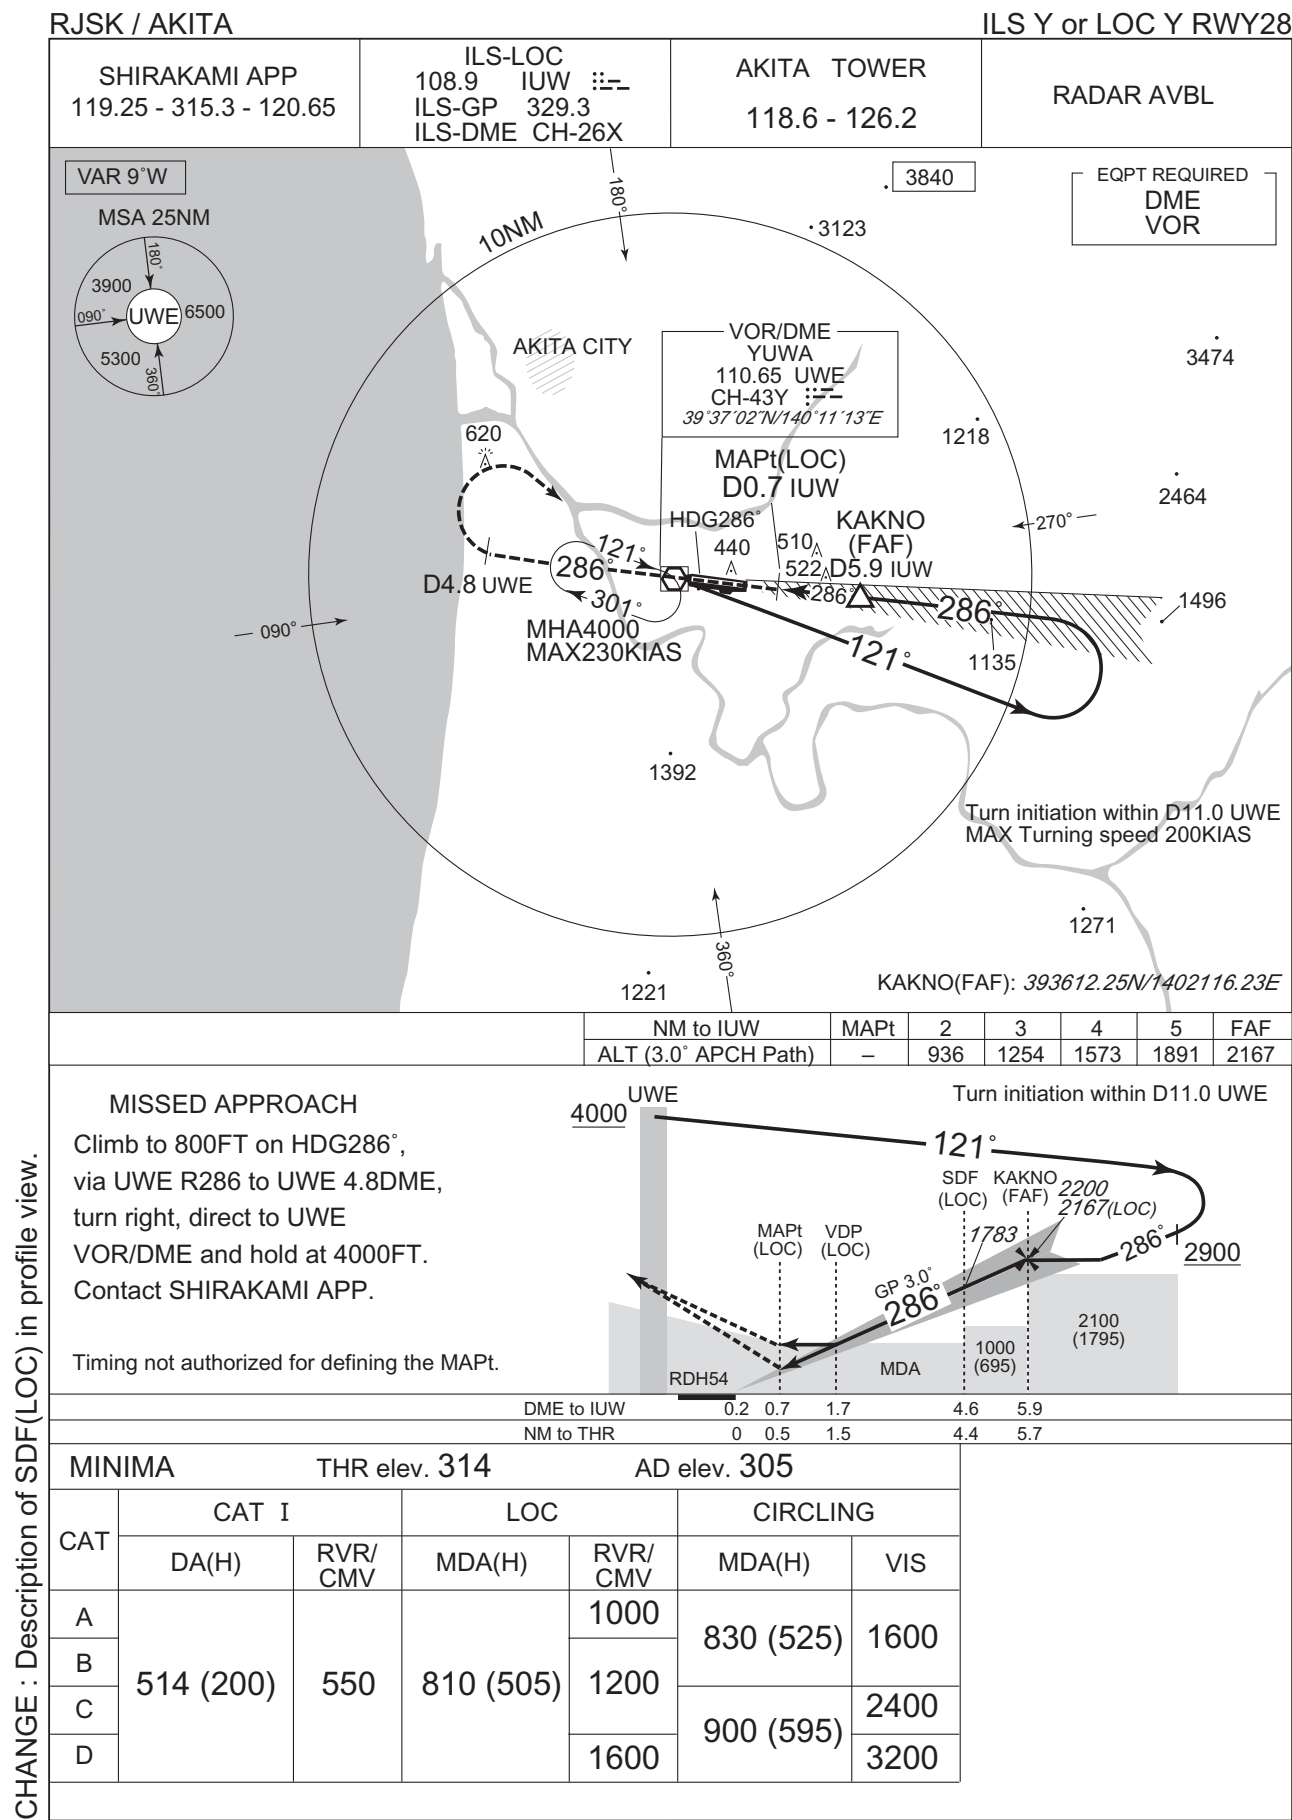 RJSK / AKITA
ILS Y or LOC Y RWY28
SHIRAKAMI APP
119.25 - 315.3 - 120.65
ILS-LOC
108.9 IUW
ILS-GP 329.3
ILS-DME CH-26X
AKITA TOWER
118.6 - 126.2
RADAR AVBL
VAR 9°W
MSA 25NM
180°
3900
090°
UWE
6500
5300
360°
180°
10NM
3840
3123
EQPT REQUIRED
DME
VOR
AKITA CITY
VOR/DME
YUWA
110.65 UWE
CH-43Y
39°37´02˝N/140°11´13˝E
3474
1218
2464
620
MAPt(LOC)
D0.7 IUW
HDG286°
440
510
522
KAKNO
(FAF)
D5.9 IUW
270°
121°
286°
301°
D4.8 UWE
286°
286°
1496
090°
MHA4000
MAX230KIAS
121°
1135
1392
Turn initiation within D11.0 UWE
MAX Turning speed 200KIAS
1271
360°
1221
KAKNO(FAF): 393612.25N/1402116.23E
NM to IUW MAPt 2 3 4 5 FAF
ALT (3.0° APCH Path) – 936 1254 1573 1891 2167
MISSED APPROACH
Climb to 800FT on HDG286°,
via UWE R286 to UWE 4.8DME,
turn right, direct to UWE
VOR/DME and hold at 4000FT.
Contact SHIRAKAMI APP.
Timing not authorized for defining the MAPt.
UWE
4000
Turn initiation within D11.0 UWE
121°
SDF
(LOC)
KAKNO
(FAF)
2200
2167(LOC)
MAPt
(LOC)
VDP
(LOC)
1783
286°
2900
GP 3.0°
286°
2100
(1795)
1000
(695)
MDA
RDH54
DME to IUW 0.2 0.7 1.7 4.6 5.9
NM to THR 0 0.5 1.5 4.4 5.7
MINIMA THR elev. 314 AD elev. 305
CAT
CAT I
LOC
CIRCLING
DA(H)
RVR/
CMV
MDA(H)
RVR/
CMV
MDA(H)
VIS
A
B
C
D
514 (200)
550
810 (505)
1000
1200
1600
830 (525)
900 (595)
1600
2400
3200
CHANGE : Description of SDF(LOC) in profile view.